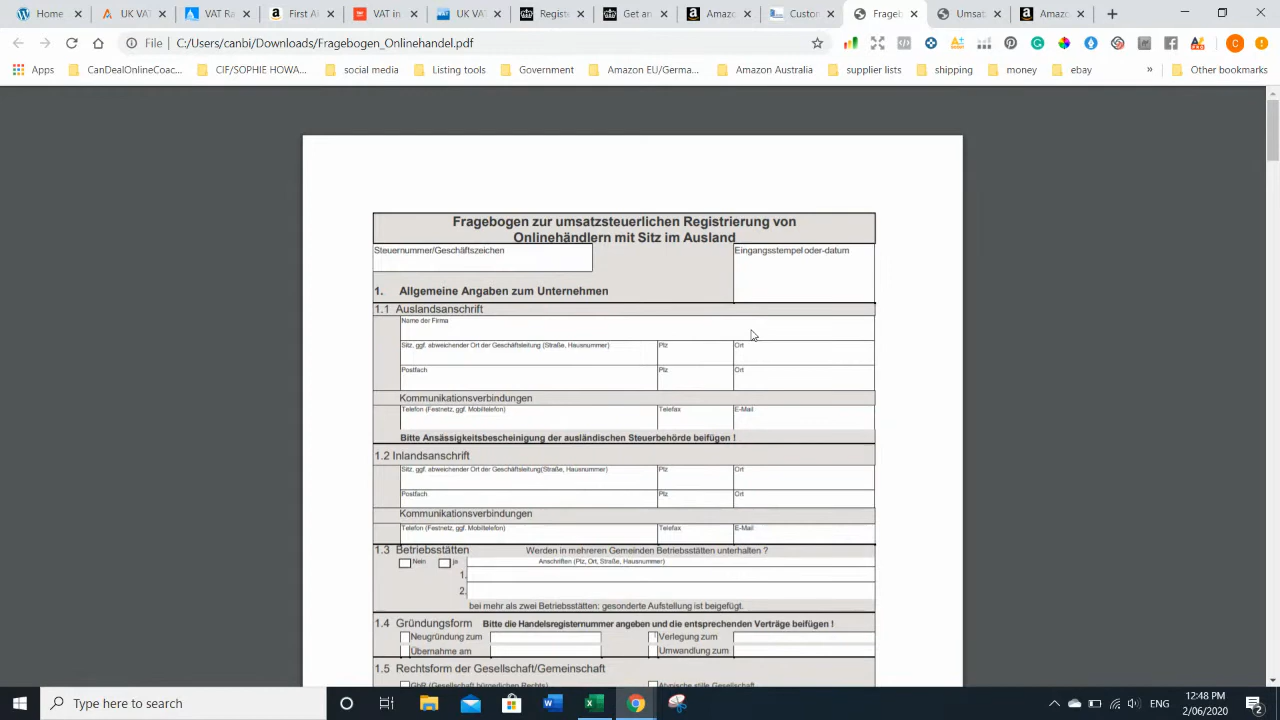 Home
UK VAT
VAT Ra
First Al
VAT in
UK VAT
Registe
Get an
Amazo
Custom
Frageb
Umsat
Amazo
File | C:/Users/canbi/Downloads/Fragebogen_Onlinehandel.pdf
Apps CanDealOnlineCoac... CIF/SOPHIE HOWA... social media Listing tools Government Amazon EU/Germa... Amazon Australia supplier lists shipping money ebay » Other bookmarks
Fragebogen zur umsatzsteuerlichen Registrierung von
Onlinehändlern mit Sitz im Ausland
Steuernummer/Geschäftszeichen
Eingangsstempel oder-datum
1. Allgemeine Angaben zum Unternehmen
1.1 Auslandsanschrift
Name der Firma
Sitz, ggf. abweichender Ort der Geschäftsleitung (Straße, Hausnummer) Plz Ort
Postfach Plz Ort
Kommunikationsverbindungen
Telefon (Festnetz, ggf. Mobiltelefon) Telefax E-Mail
Bitte Ansässigkeitsbescheinigung der ausländischen Steuerbehörde beifügen !
1.2 Inlandsanschrift
Sitz, ggf. abweichender Ort der Geschäftsleitung(Straße, Hausnummer) Plz Ort
Postfach Plz Ort
Kommunikationsverbindungen
Telefon (Festnetz, ggf. Mobiltelefon) Telefax E-Mail
1.3 Betriebsstätten Werden in mehreren Gemeinden Betriebsstätten unterhalten ?
Nein ja Anschriften (Plz, Ort, Straße, Hausnummer)
1.
2.
bei mehr als zwei Betriebsstätten: gesonderte Aufstellung ist beigefügt.
1.4 Gründungsform Bitte die Handelsregisternummer angeben und die entsprechenden Verträge beifügen !
Neugründung zum Verlegung zum
Übernahme am Umwandlung zum
1.5 Rechtsform der Gesellschaft/Gemeinschaft
GbR (Gesellschaft bürgerlichen Rechts) Atypische stille Gesellschaft
Type here to search
ENG
12:48 PM
2/06/2020
2